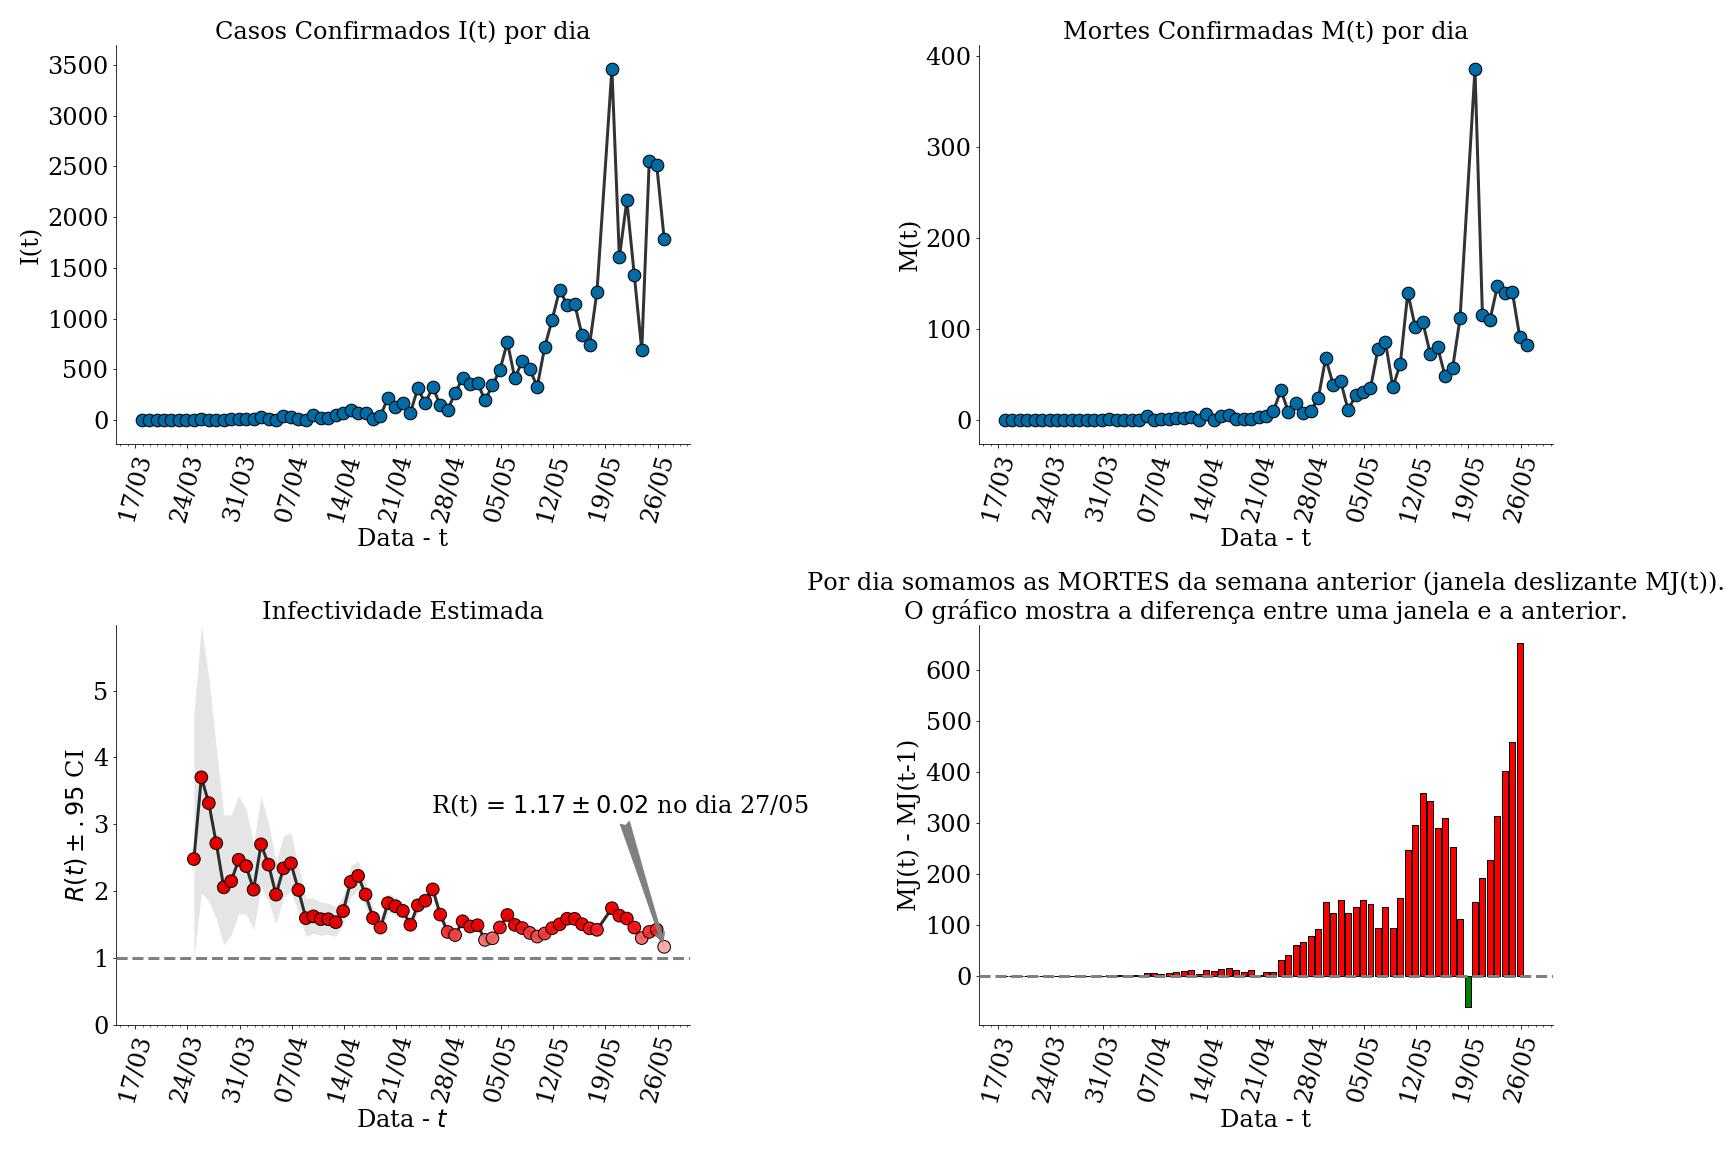 Casos Confirmados I(t) por dia
3500
3000
2500
2000
1500
1000
500
0
I(t)
17/03 24/03 31/03 07/04 14/04 21/04 28/04 05/05 12/05 19/05 26/05
Data - t
Mortes Confirmadas M(t) por dia
400
300
200
100
0
M(t)
17/03 24/03 31/03 07/04 14/04 21/04 28/04 05/05 12/05 19/05 26/05
Data - t
Infectividade Estimada
5
4
3
2
1
0
R(t) ± .95 CI
R(t) = 1.17 ± 0.02 no dia 27/05
17/03 24/03 31/03 07/04 14/04 21/04 28/04 05/05 12/05 19/05 26/05
Data - t
Por dia somamos as MORTES da semana anterior (janela deslizante MJ(t)).
O gráfico mostra a diferença entre uma janela e a anterior.
600
500
400
300
200
100
0
MJ(t) - MJ(t-1)
17/03 24/03 31/03 07/04 14/04 21/04 28/04 05/05 12/05 19/05 26/05
Data - t